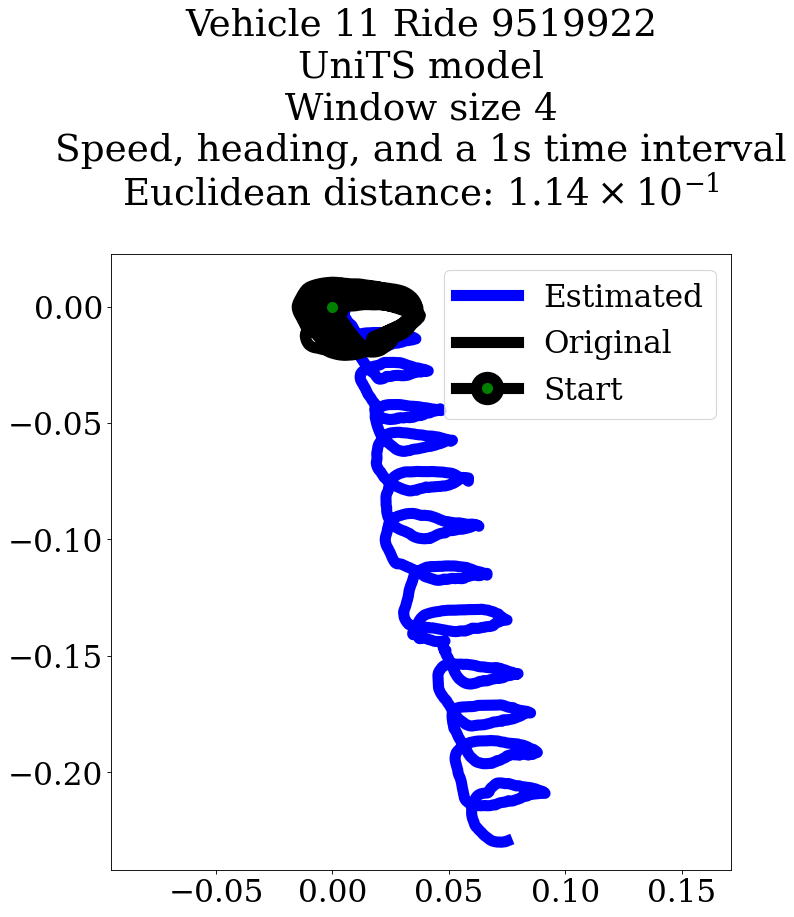 Vehicle 11 Ride 9519922
UniTS model
Window size 4
Speed, heading, and a 1s time interval
Euclidean distance: 1.14 × 10⁻¹
Estimated
Original
Start
0.00
−0.05
−0.10
−0.15
−0.20
−0.05 0.00 0.05 0.10 0.15